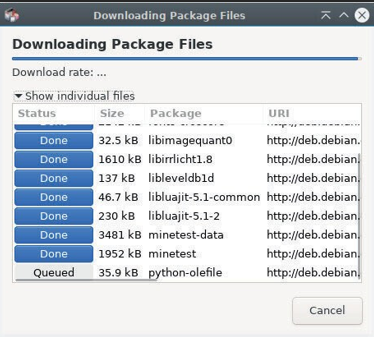 Downloading Package Files
Downloading Package Files
Download rate: ...
Show individual files
Status Size Package URI
Done 32.5 kB libimagequant0 http://deb.debian.
Done 1610 kB libirrlicht1.8 http://deb.debian.
Done 137 kB libleveldb1d http://deb.debian.
Done 46.7 kB libluajit-5.1-common http://deb.debian.
Done 230 kB libluajit-5.1-2 http://deb.debian.
Done 3481 kB minetest-data http://deb.debian.
Done 1952 kB minetest http://deb.debian.
Queued 35.9 kB python-olefile http://deb.debian.
Cancel